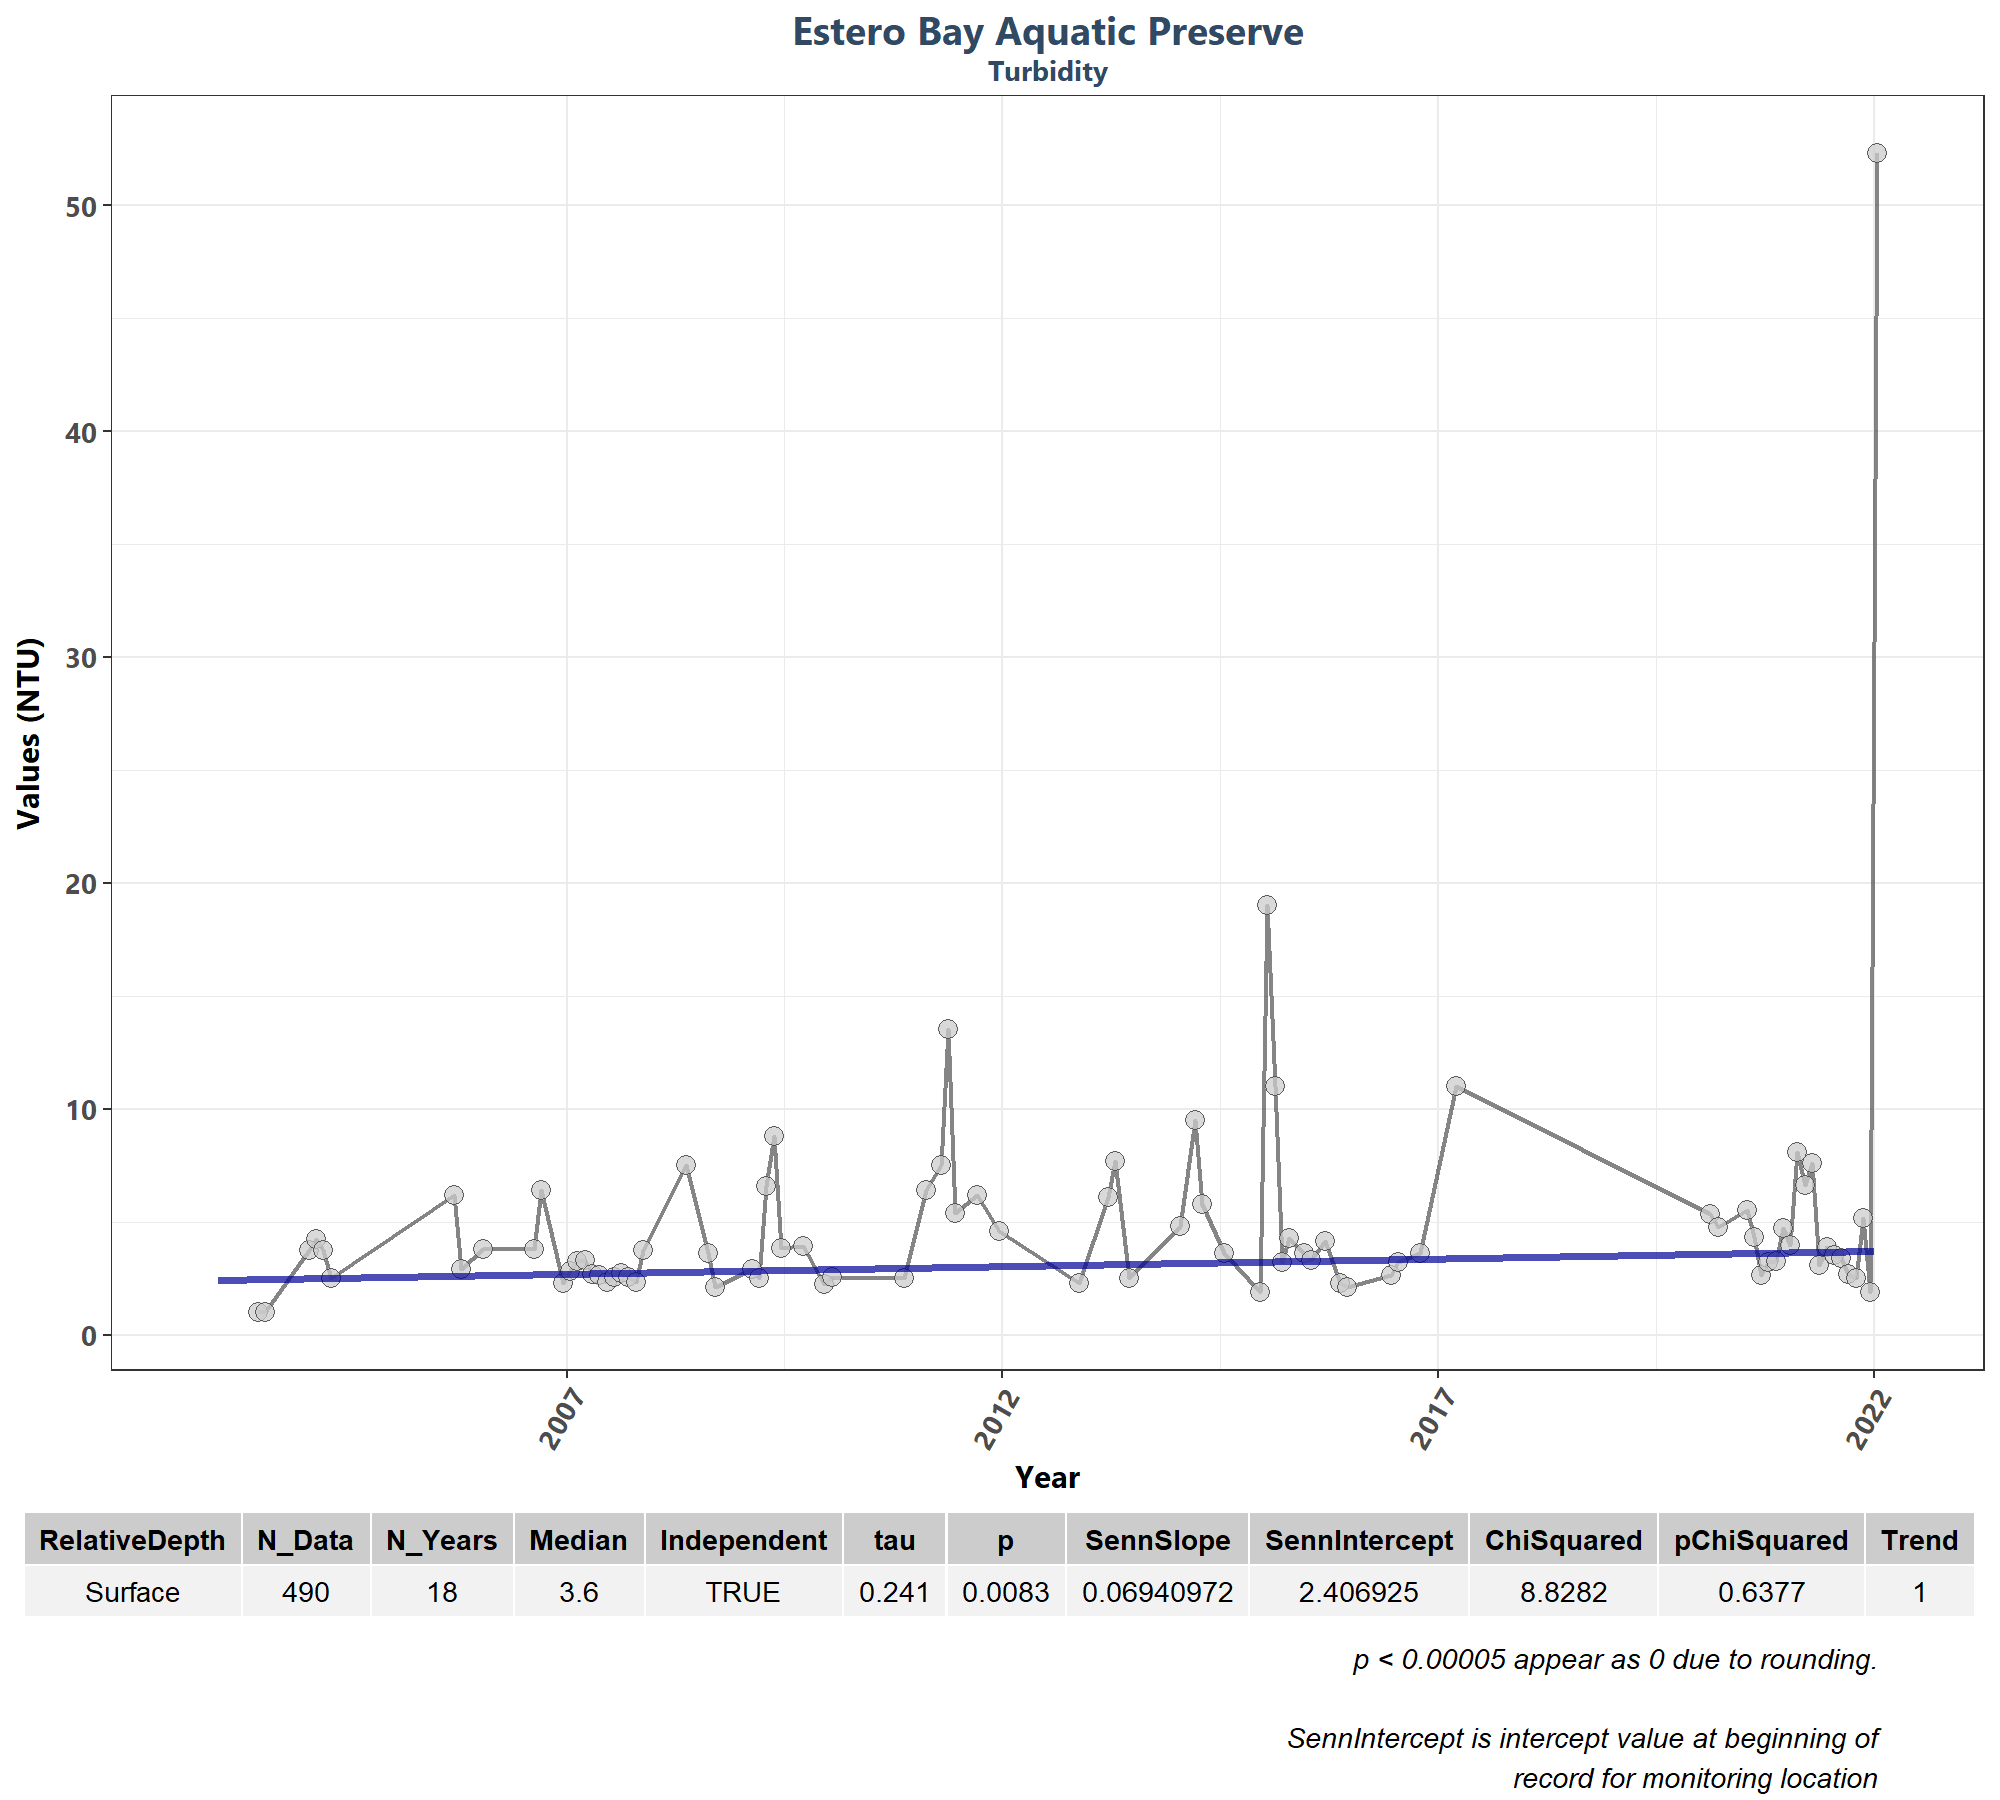 Estero Bay Aquatic Preserve
Turbidity
Values (NTU)
50
40
30
20
10
0
2007 2012 2017 2022
Year
RelativeDepth N_Data N_Years Median Independent tau p SennSlope SennIntercept ChiSquared pChiSquared Trend
Surface 490 18 3.6 TRUE 0.241 0.0083 0.06940972 2.406925 8.8282 0.6377 1
p < 0.00005 appear as 0 due to rounding.
SennIntercept is intercept value at beginning of
record for monitoring location